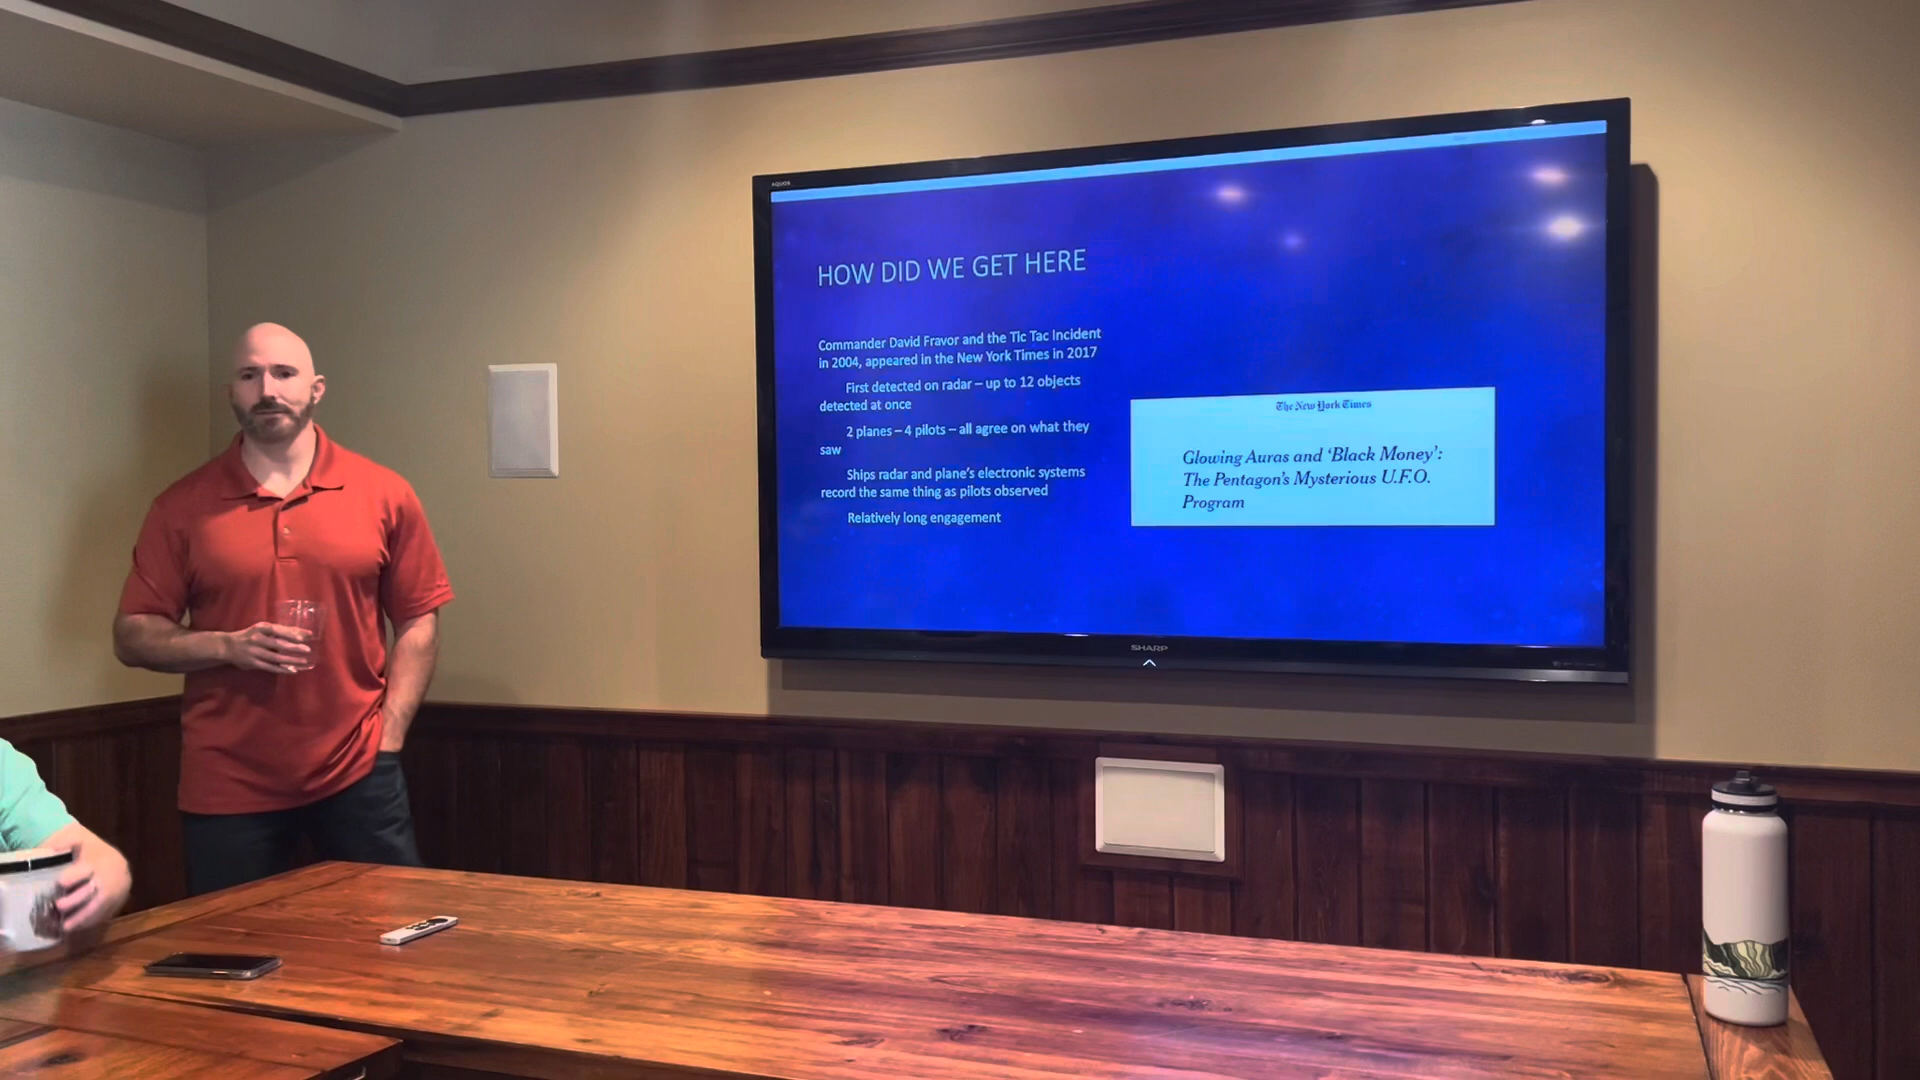 AQUOS
HOW DID WE GET HERE
Commander David Fravor and the Tic Tac Incident
in 2004, appeared in the New York Times in 2017
First detected on radar – up to 12 objects
detected at once
2 planes – 4 pilots – all agree on what they
saw
Ships radar and plane's electronic systems
record the same thing as pilots observed
Relatively long engagement
The New York Times
Glowing Auras and 'Black Money':
The Pentagon's Mysterious U.F.O.
Program
SHARP